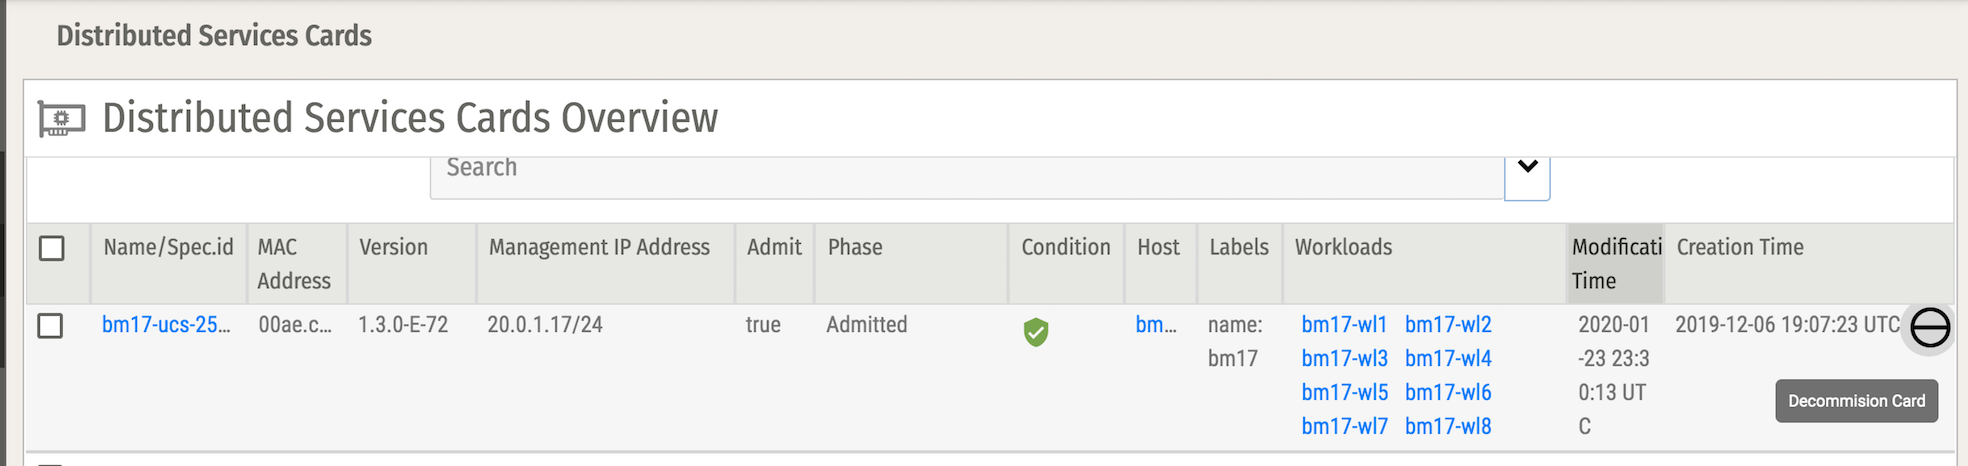 Distributed Services Cards
Distributed Services Cards Overview
Search
Name/Spec.id MAC Address Version Management IP Address Admit Phase Condition Host Labels Workloads Modificati Time Creation Time
bm17-ucs-25... 00ae.c... 1.3.0-E-72 20.0.1.17/24 true Admitted bm... name: bm17-wl1 bm17-wl2 2020-01 2019-12-06 19:07:23 UTC
bm17 bm17-wl3 bm17-wl4 -23 23:3
bm17-wl5 bm17-wl6 0:13 UT
Decommision Card
bm17-wl7 bm17-wl8 C